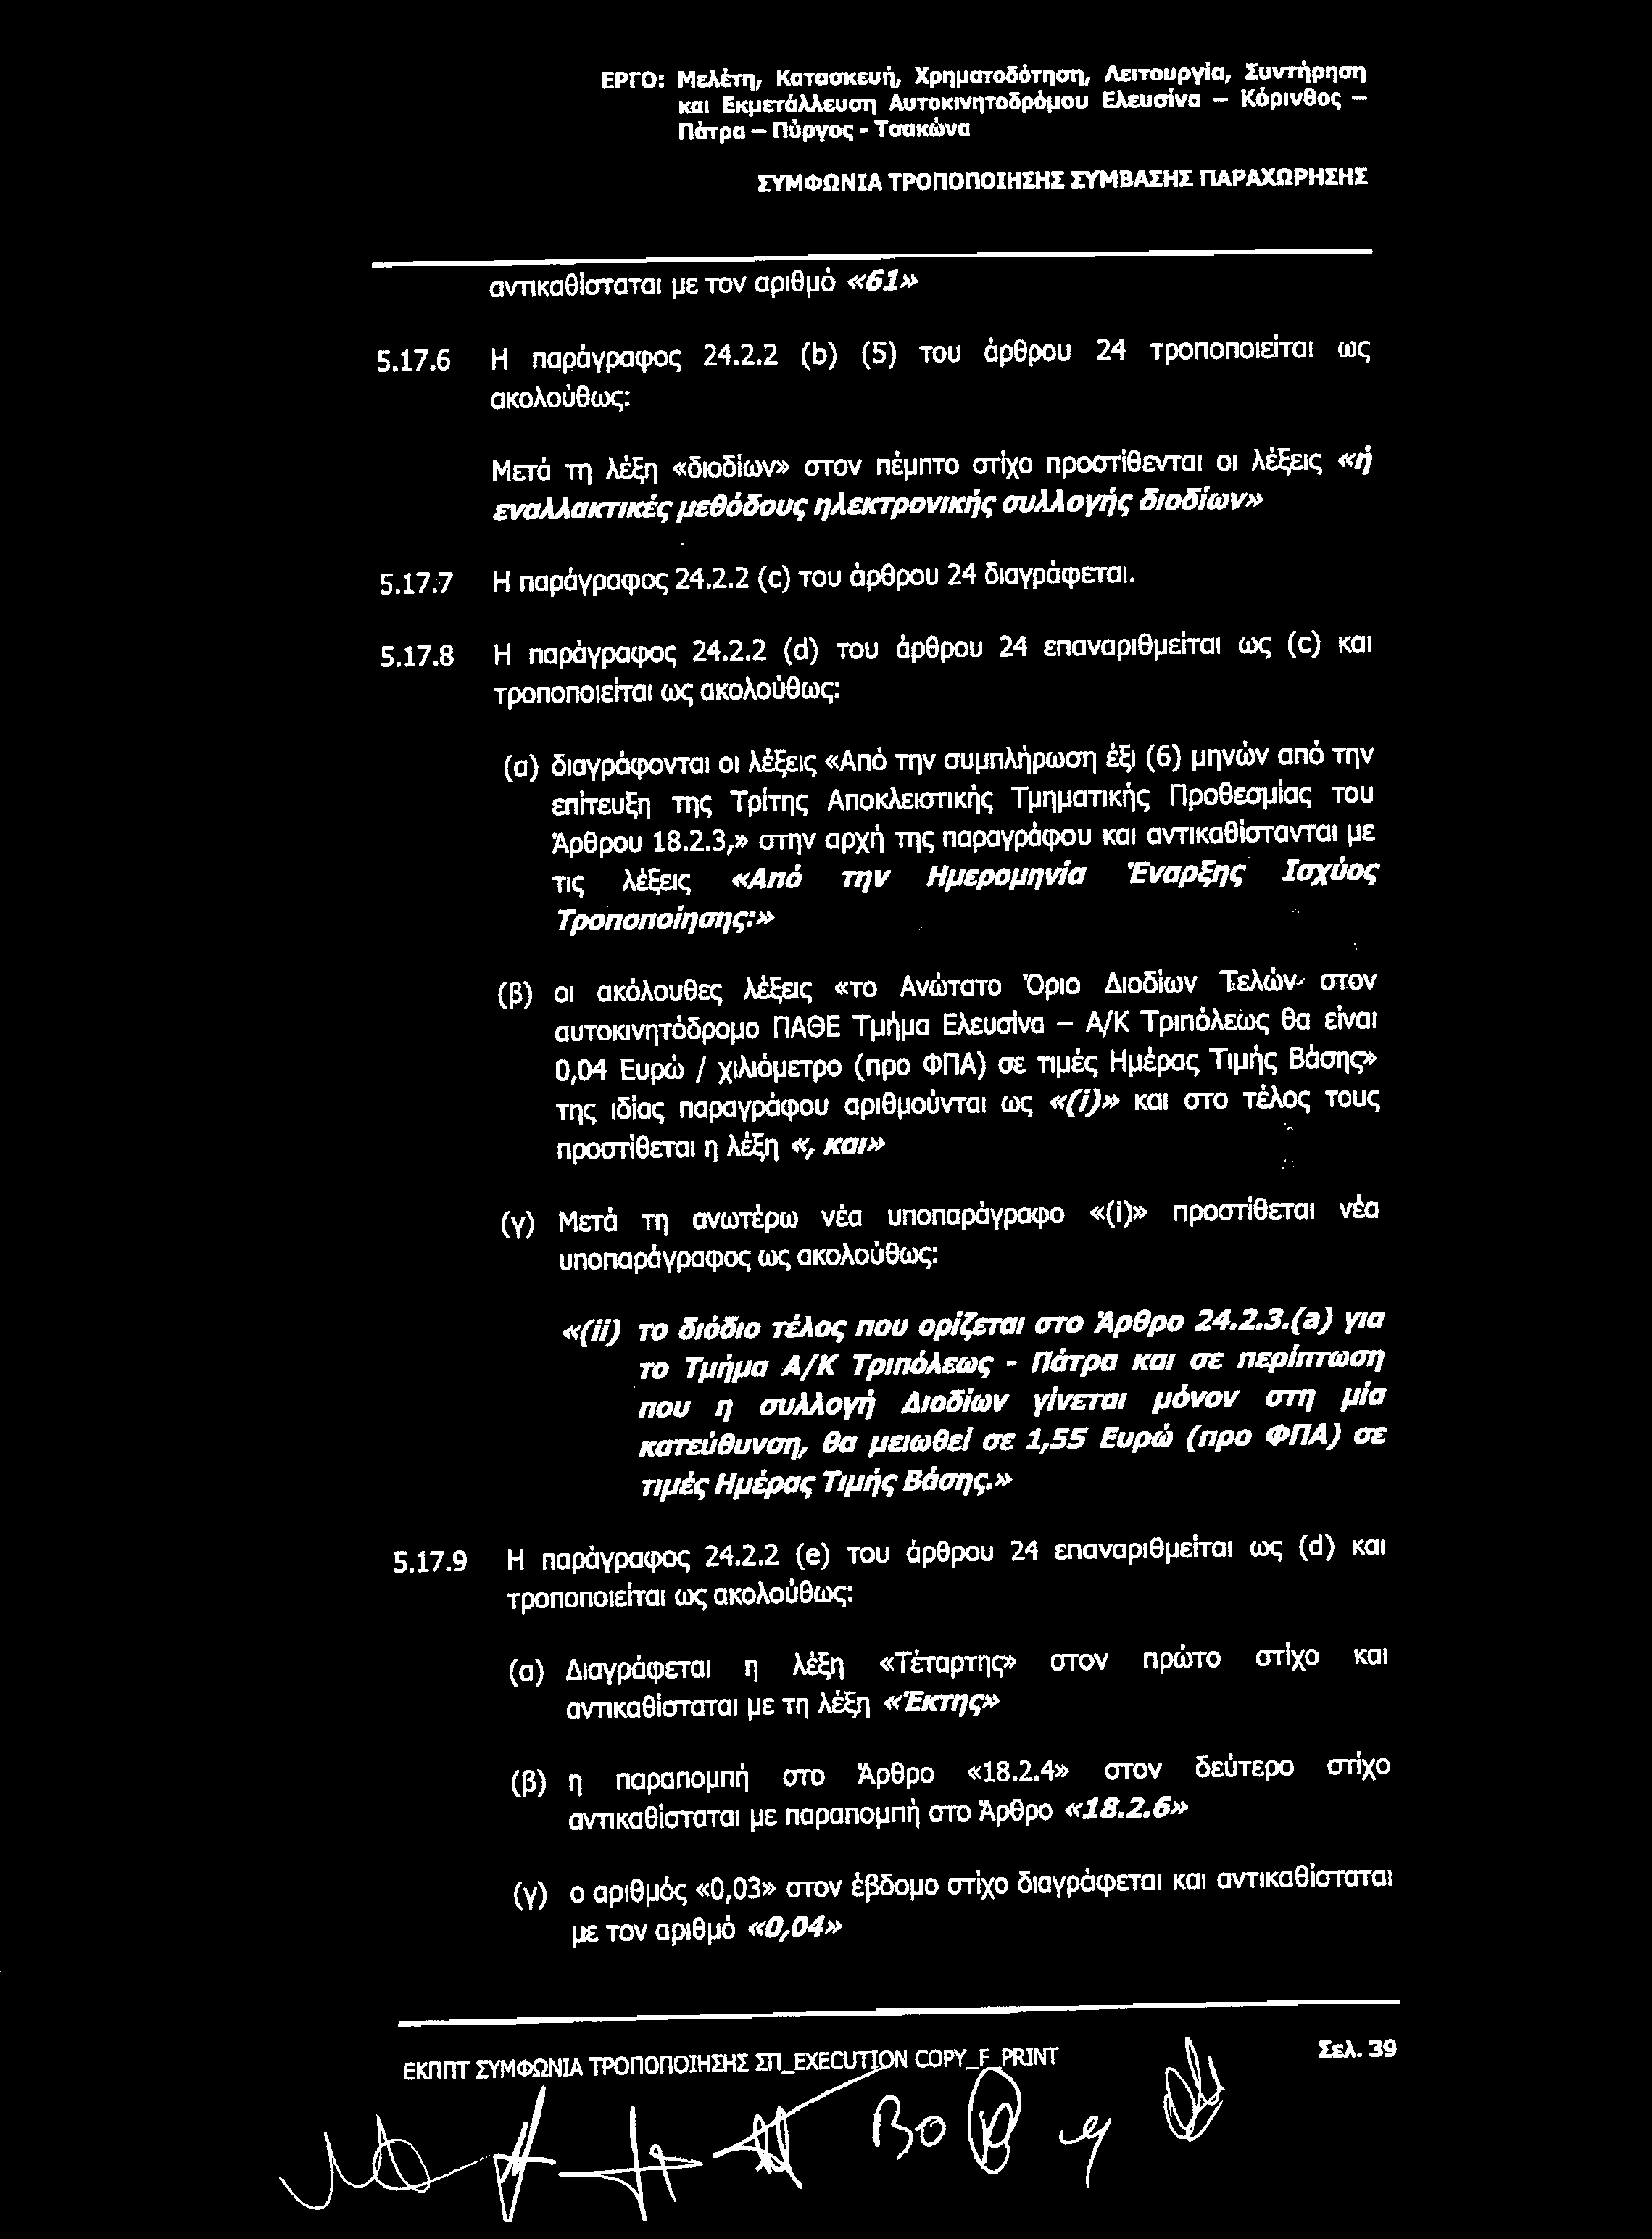 ΕΡΓΟ: Μελέτη, Κατασκευή, Χρηματοδότηση, Λειτουργία, Συντήρηση
και Εκμετάλλευση Αυτοκινητοδρόμου Ελευσίνα – Κόρινθος –
Πάτρα – Πύργος - Τσακώνα
ΣΥΜΦΩΝΙΑ ΤΡΟΠΟΠΟΙΗΣΗΣ ΣΥΜΒΑΣΗΣ ΠΑΡΑΧΩΡΗΣΗΣ
αντικαθίσταται με τον αριθμό «61»
5.17.6 Η παράγραφος 24.2.2 (b) (5) του άρθρου 24 τροποποιείται ως
ακολούθως:
Μετά τη λέξη «διοδίων» στον πέμπτο στίχο προστίθενται οι λέξεις «ή
εναλλακτικές μεθόδους ηλεκτρονικής συλλογής διοδίων»
5.17.7 Η παράγραφος 24.2.2 (c) του άρθρου 24 διαγράφεται.
5.17.8 Η παράγραφος 24.2.2 (d) του άρθρου 24 επαναριθμείται ως (c) και
τροποποιείται ως ακολούθως:
(α) διαγράφονται οι λέξεις «Από την συμπλήρωση έξι (6) μηνών από την
επίτευξη της Τρίτης Αποκλειστικής Τμηματικής Προθεσμίας του
Άρθρου 18.2.3,» στην αρχή της παραγράφου και αντικαθίστανται με
τις λέξεις «Από την Ημερομηνία Έναρξης Ισχύος
Τροποποίησης:»
(β) οι ακόλουθες λέξεις «το Ανώτατο Όριο Διοδίων Τελών στον
αυτοκινητόδρομο ΠΑΘΕ Τμήμα Ελευσίνα – Α/Κ Τριπόλεως θα είναι
0,04 Ευρώ / χιλιόμετρο (προ ΦΠΑ) σε τιμές Ημέρας Τιμής Βάσης»
της ιδίας παραγράφου αριθμούνται ως «(i)» και στο τέλος τους
προστίθεται η λέξη «, και»
(γ) Μετά τη ανωτέρω νέα υποπαράγραφο «(i)» προστίθεται νέα
υποπαράγραφος ως ακολούθως:
«(ii) το διόδιο τέλος που ορίζεται στο Άρθρο 24.2.3.(a) για
το Τμήμα Α/Κ Τριπόλεως - Πάτρα και σε περίπτωση
που η συλλογή Διοδίων γίνεται μόνον στη μία
κατεύθυνση, θα μειωθεί σε 1,55 Ευρώ (προ ΦΠΑ) σε
τιμές Ημέρας Τιμής Βάσης.»
5.17.9 Η παράγραφος 24.2.2 (e) του άρθρου 24 επαναριθμείται ως (d) και
τροποποιείται ως ακολούθως:
(α) Διαγράφεται η λέξη «Τέταρτης» στον πρώτο στίχο και
αντικαθίσταται με τη λέξη «Έκτης»
(β) η παραπομπή στο Άρθρο «18.2.4» στον δεύτερο στίχο
αντικαθίσταται με παραπομπή στο Άρθρο «18.2.6»
(γ) ο αριθμός «0,03» στον έβδομο στίχο διαγράφεται και αντικαθίσταται
με τον αριθμό «0,04»
ΕΚΠΠΤ ΣΥΜΦΩΝΙΑ ΤΡΟΠΟΠΟΙΗΣΗΣ ΣΠ_EXECUTION COPY_F_PRINT Σελ. 39